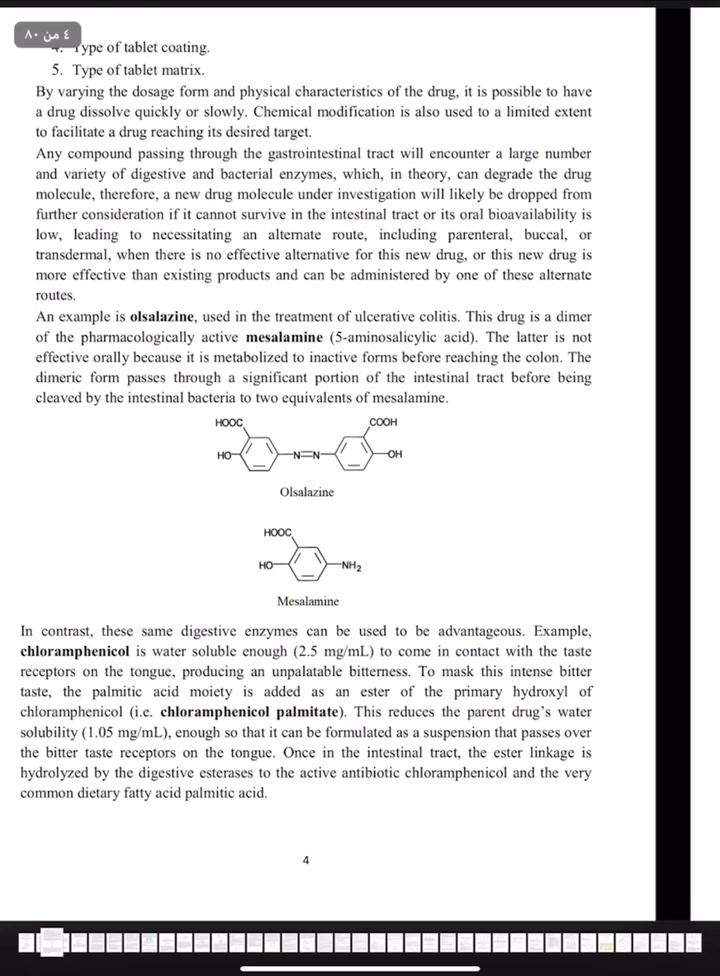 ٤ من ٨٠
4. Type of tablet coating.
5. Type of tablet matrix.
By varying the dosage form and physical characteristics of the drug, it is possible to have
a drug dissolve quickly or slowly. Chemical modification is also used to a limited extent
to facilitate a drug reaching its desired target.
Any compound passing through the gastrointestinal tract will encounter a large number
and variety of digestive and bacterial enzymes, which, in theory, can degrade the drug
molecule, therefore, a new drug molecule under investigation will likely be dropped from
further consideration if it cannot survive in the intestinal tract or its oral bioavailability is
low, leading to necessitating an alternate route, including parenteral, buccal, or
transdermal, when there is no effective alternative for this new drug, or this new drug is
more effective than existing products and can be administered by one of these alternate
routes.
An example is olsalazine, used in the treatment of ulcerative colitis. This drug is a dimer
of the pharmacologically active mesalamine (5-aminosalicylic acid). The latter is not
effective orally because it is metabolized to inactive forms before reaching the colon. The
dimeric form passes through a significant portion of the intestinal tract before being
cleaved by the intestinal bacteria to two equivalents of mesalamine.
HOOC COOH
HO N=N OH
Olsalazine
HOOC
HO NH2
Mesalamine
In contrast, these same digestive enzymes can be used to be advantageous. Example,
chloramphenicol is water soluble enough (2.5 mg/mL) to come in contact with the taste
receptors on the tongue, producing an unpalatable bitterness. To mask this intense bitter
taste, the palmitic acid moiety is added as an ester of the primary hydroxyl of
chloramphenicol (i.e. chloramphenicol palmitate). This reduces the parent drug's water
solubility (1.05 mg/mL), enough so that it can be formulated as a suspension that passes over
the bitter taste receptors on the tongue. Once in the intestinal tract, the ester linkage is
hydrolyzed by the digestive esterases to the active antibiotic chloramphenicol and the very
common dietary fatty acid palmitic acid.
4